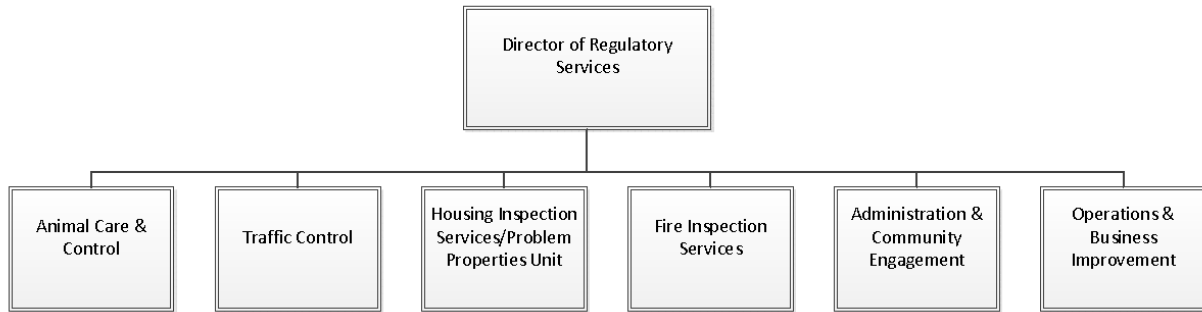 Director of Regulatory
Services
Animal Care &
Control
Traffic Control
Housing Inspection
Services/Problem
Properties Unit
Fire Inspection
Services
Administration &
Community
Engagement
Operations &
Business
Improvement